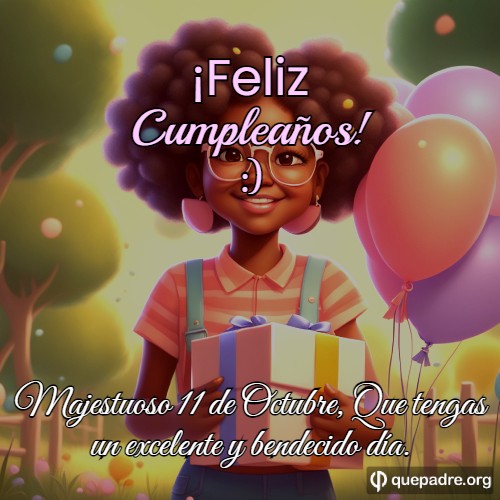 ¡Feliz
Cumpleaños!
:)
Majestuoso 11 de Octubre, Que tengas
un excelente y bendecido día.
quepadre.org